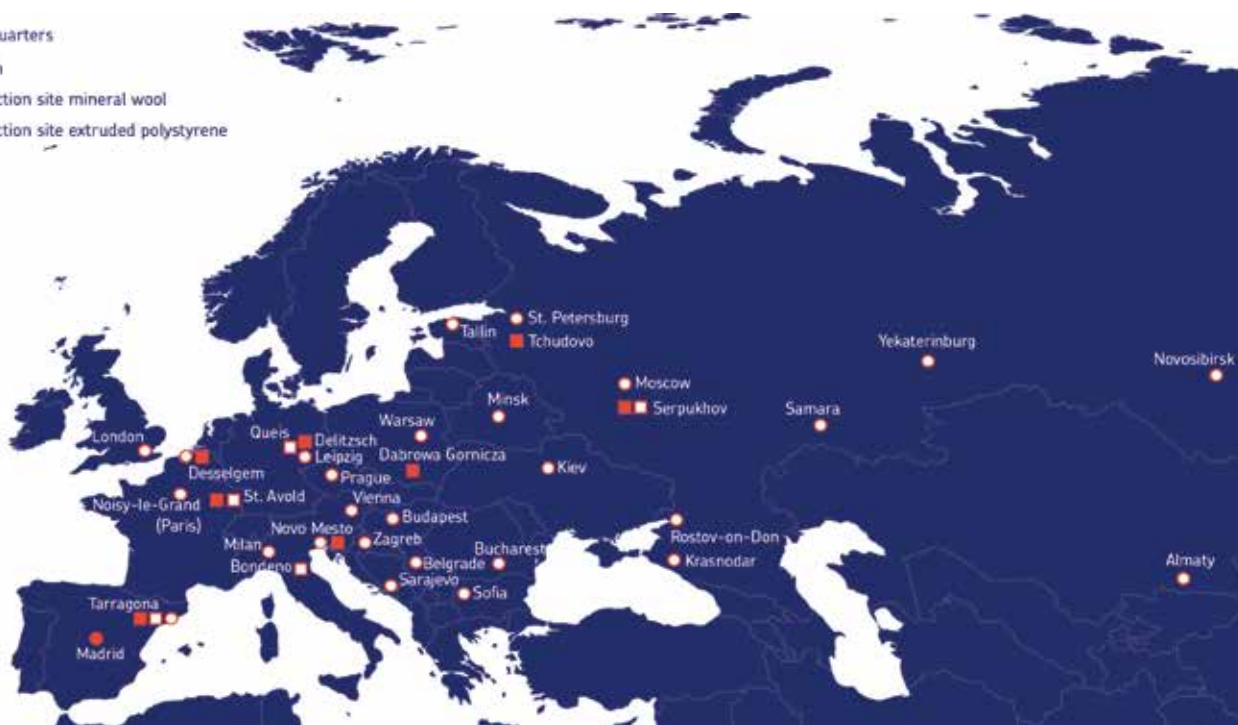 uarters
n
ction site mineral wool
ction site extruded polystyrene
St. Petersburg
Tallin
Tchudovo
Yekaterinburg
Novosibirsk
Moscow
Minsk
Serpukhov
Samara
Warsaw
Queis
Delitzsch
London
Leipzig
Dabrowa Gornicza
Desselgem
Prague
Kiev
Noisy-le-Grand
(Paris)
St. Avold
Vienna
Budapest
Novo Mesto
Zagreb
Rostov-on-Don
Milan
Bucharest
Bondeno
Belgrade
Krasnodar
Almaty
Sarajevo
Sofia
Tarragona
Madrid